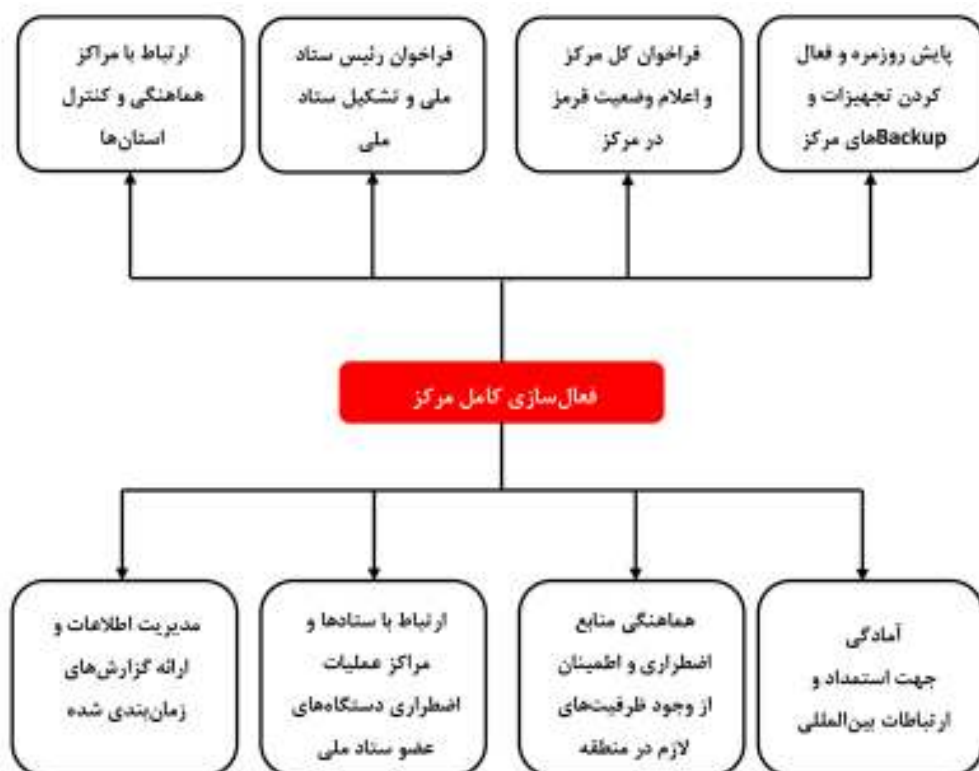 پایش روزمره و فعال
کردن تجهیزات و
Backupهای مرکز
فراخوان کل مرکز
و اعلام وضعیت قرمز
در مرکز
فراخوان رئیس ستاد
ملی و تشکیل ستاد
ملی
ارتباط با مراکز
هماهنگی و کنترل
استان‌ها
فعال‌سازی کامل مرکز
آمادگی
جهت استمداد و
ارتباطات بین‌المللی
هماهنگی منابع
اضطراری و اطمینان
از وجود ظرفیت‌های
لازم در منطقه
ارتباط با ستادها و
مراکز عملیات
اضطراری دستگاه‌های
عضو ستاد ملی
مدیریت اطلاعات و
ارائه گزارش‌های
زمان‌بندی شده